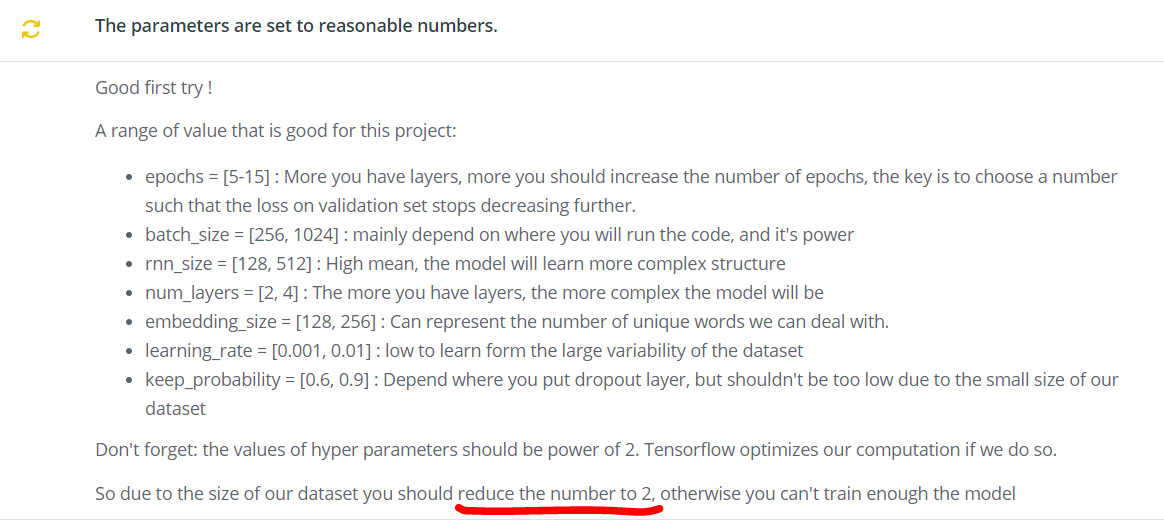 The parameters are set to reasonable numbers.
Good first try !
A range of value that is good for this project:
• epochs = [5-15] : More you have layers, more you should increase the number of epochs, the key is to choose a number
such that the loss on validation set stops decreasing further.
• batch_size = [256, 1024] : mainly depend on where you will run the code, and it's power
• rnn_size = [128, 512] : High mean, the model will learn more complex structure
• num_layers = [2, 4] : The more you have layers, the more complex the model will be
• embedding_size = [128, 256] : Can represent the number of unique words we can deal with.
• learning_rate = [0.001, 0.01] : low to learn form the large variability of the dataset
• keep_probability = [0.6, 0.9] : Depend where you put dropout layer, but shouldn't be too low due to the small size of our
dataset
Don't forget: the values of hyper parameters should be power of 2. Tensorflow optimizes our computation if we do so.
So due to the size of our dataset you should reduce the number to 2, otherwise you can't train enough the model